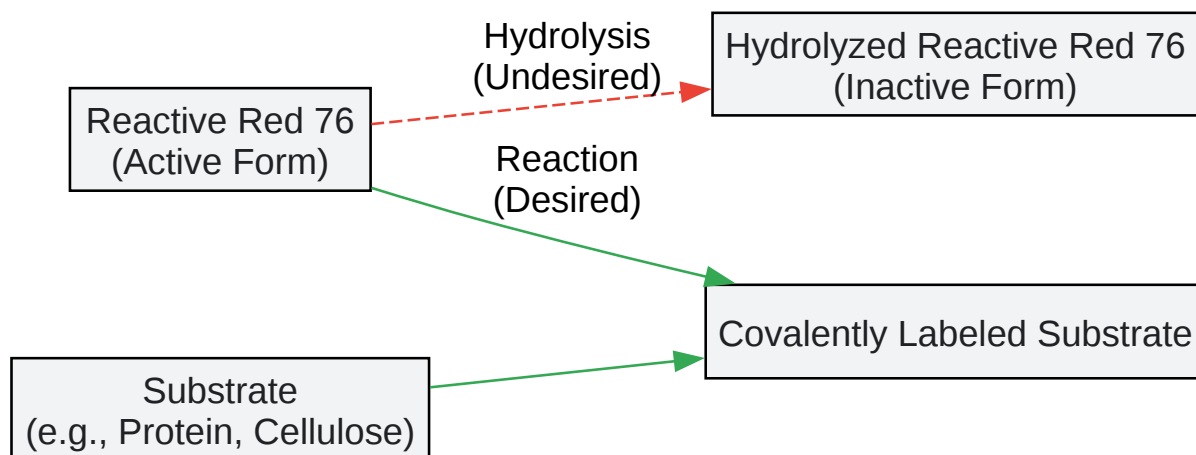 Hydrolysis
(Undesired)
Hydrolyzed Reactive Red 76
(Inactive Form)
Reactive Red 76
(Active Form)
Reaction
(Desired)
Covalently Labeled Substrate
Substrate
(e.g., Protein, Cellulose)